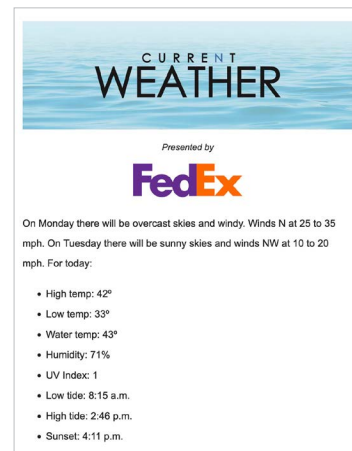 CURRENT
WEATHER
Presented by
FedEx
On Monday there will be overcast skies and windy. Winds N at 25 to 35
mph. On Tuesday there will be sunny skies and winds NW at 10 to 20
mph. For today:
• High temp: 42º
• Low temp: 33º
• Water temp: 43º
• Humidity: 71%
• UV Index: 1
• Low tide: 8:15 a.m.
• High tide: 2:46 p.m.
• Sunset: 4:11 p.m.